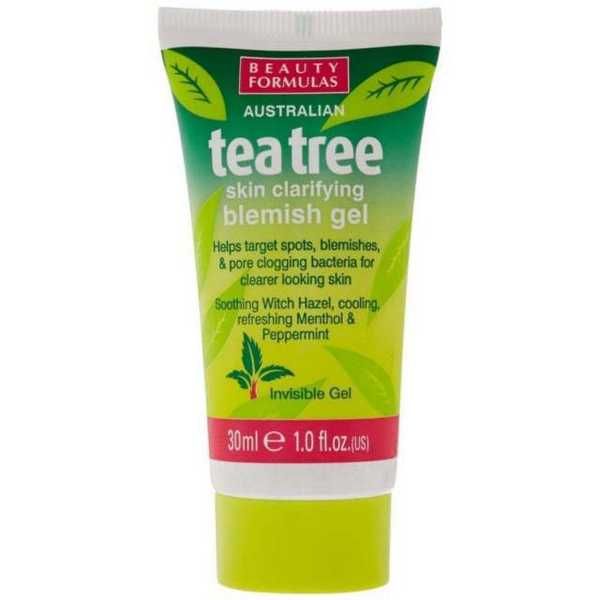 BEAUTY
FORMULAS
AUSTRALIAN
tea tree
skin clarifying
blemish gel
Helps target spots, blemishes,
& pore clogging bacteria for
clearer looking skin
Soothing Witch Hazel, cooling,
refreshing Menthol &
Peppermint
Invisible Gel
30ml ℮ 1.0 fl.oz.(US)